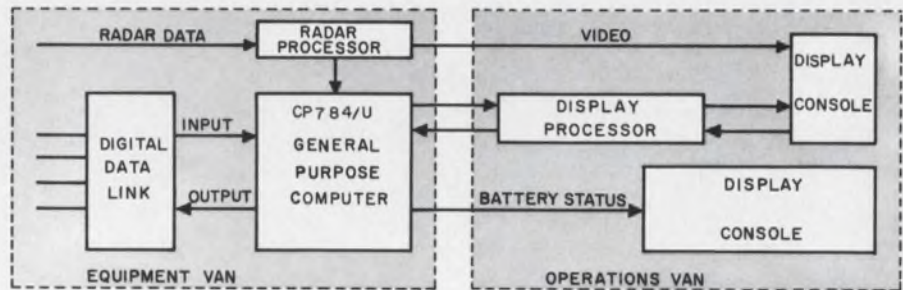 RADAR DATA
RADAR
PROCESSOR
VIDEO
DISPLAY
CONSOLE
DIGITAL
DATA
LINK
INPUT
OUTPUT
CP784/U
GENERAL
PURPOSE
COMPUTER
DISPLAY
PROCESSOR
BATTERY STATUS
DISPLAY
CONSOLE
EQUIPMENT VAN
OPERATIONS VAN